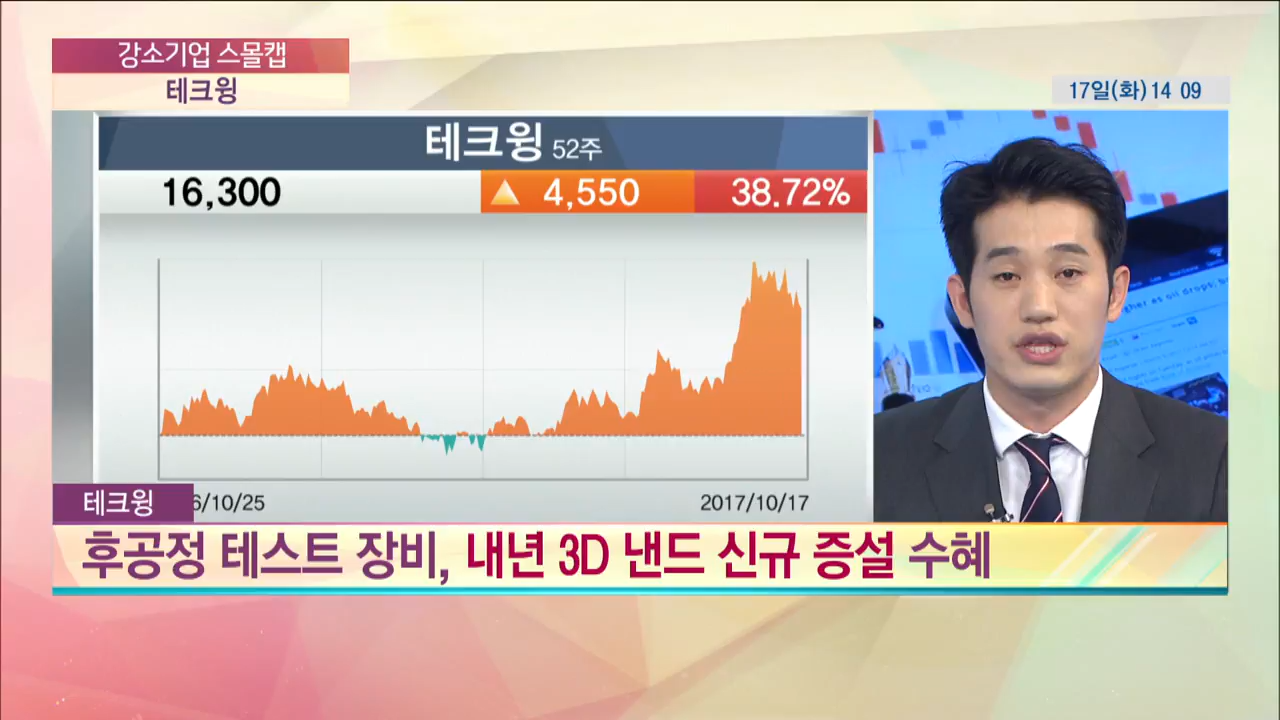 강소기업 스몰캡
테크윙
17일(화) 14 09
테크윙 52주
16,300 ▲ 4,550 38.72%
6/10/25 2017/10/17
테크윙
후공정 테스트 장비, 내년 3D 낸드 신규 증설 수혜